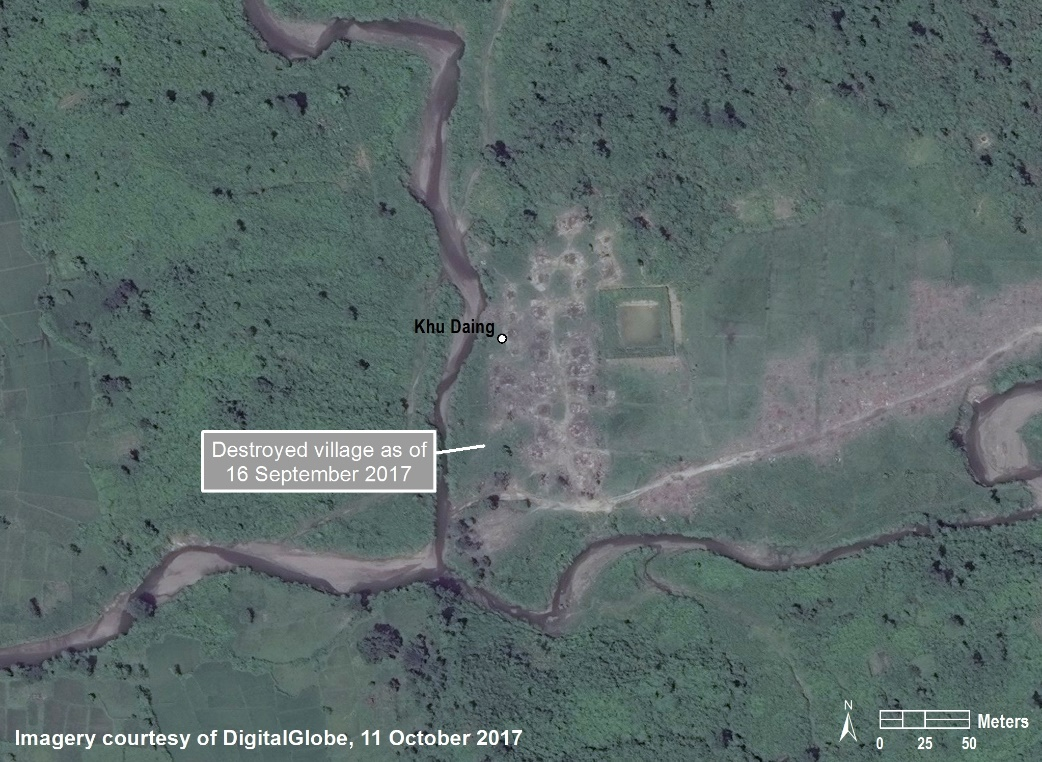 Khu Daing
Destroyed village as of
16 September 2017
N
Meters
0 25 50
Imagery courtesy of DigitalGlobe, 11 October 2017